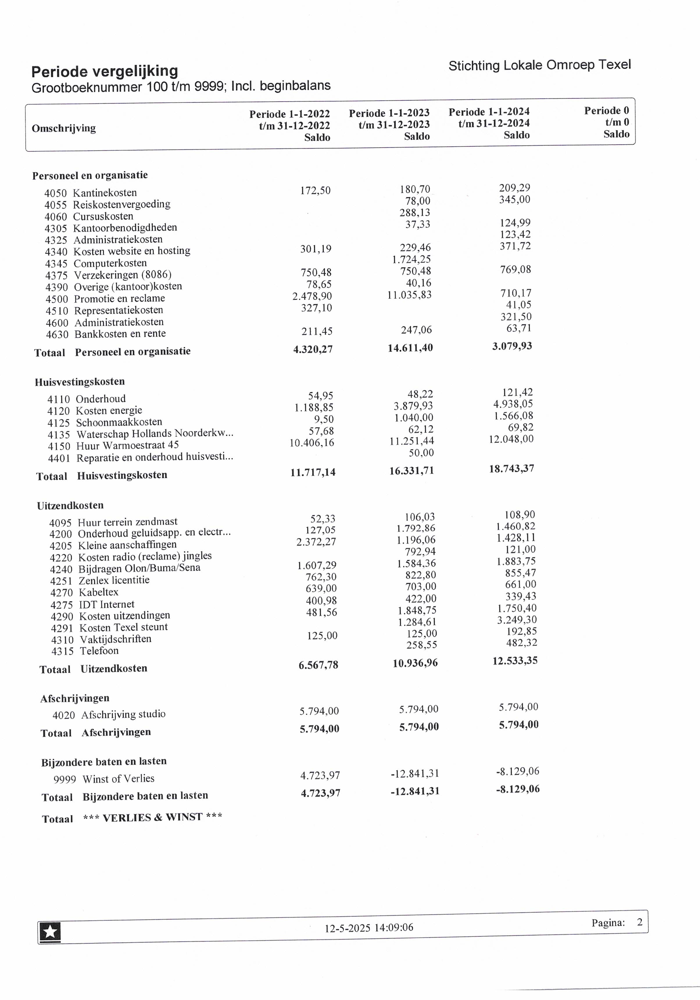 Periode vergelijking
Stichting Lokale Omroep Texel
Grootboeknummer 100 t/m 9999; Incl. beginbalans
Omschrijving
Periode 1-1-2022 Periode 1-1-2023 Periode 1-1-2024 Periode 0
t/m 31-12-2022 t/m 31-12-2023 t/m 31-12-2024 t/m 0
Saldo Saldo Saldo Saldo
Personeel en organisatie
4050 Kantinekosten 172,50 180,70 209,29
4055 Reiskostenvergoeding 78,00 345,00
4060 Cursuskosten 288,13
4305 Kantoorbenodigdheden 37,33 124,99
4325 Administratiekosten 123,42
4340 Kosten website en hosting 301,19 229,46 371,72
4345 Computerkosten 1.724,25
4375 Verzekeringen (8086) 750,48 750,48 769,08
4390 Overige (kantoor)kosten 78,65 40,16
4500 Promotie en reclame 2.478,90 11.035,83 710,17
4510 Representatiekosten 327,10 41,05
4600 Administratiekosten 321,50
4630 Bankkosten en rente 211,45 247,06 63,71
Totaal Personeel en organisatie 4.320,27 14.611,40 3.079,93
Huisvestingskosten
4110 Onderhoud 54,95 48,22 121,42
4120 Kosten energie 1.188,85 3.879,93 4.938,05
4125 Schoonmaakkosten 9,50 1.040,00 1.566,08
4135 Waterschap Hollands Noorderkw... 57,68 62,12 69,82
4150 Huur Warmoestraat 45 10.406,16 11.251,44 12.048,00
4401 Reparatie en onderhoud huisvesti... 50,00
Totaal Huisvestingskosten 11.717,14 16.331,71 18.743,37
Uitzendkosten
4095 Huur terrein zendmast 52,33 106,03 108,90
4200 Onderhoud geluidsapp. en electr... 127,05 1.792,86 1.460,82
4205 Kleine aanschaffingen 2.372,27 1.196,06 1.428,11
4220 Kosten radio (reclame) jingles 792,94 121,00
4240 Bijdragen Olon/Buma/Sena 1.607,29 1.584,36 1.883,75
4251 Zenlex licentitie 762,30 822,80 855,47
4270 Kabeltex 639,00 703,00 661,00
4275 IDT Internet 400,98 422,00 339,43
4290 Kosten uitzendingen 481,56 1.848,75 1.750,40
4291 Kosten Texel steunt 1.284,61 3.249,30
4310 Vaktijdschriften 125,00 125,00 192,85
4315 Telefoon 258,55 482,32
Totaal Uitzendkosten 6.567,78 10.936,96 12.533,35
Afschrijvingen
4020 Afschrijving studio 5.794,00 5.794,00 5.794,00
Totaal Afschrijvingen 5.794,00 5.794,00 5.794,00
Bijzondere baten en lasten
9999 Winst of Verlies 4.723,97 -12.841,31 -8.129,06
Totaal Bijzondere baten en lasten 4.723,97 -12.841,31 -8.129,06
Totaal *** VERLIES & WINST ***
12-5-2025 14:09:06
Pagina: 2